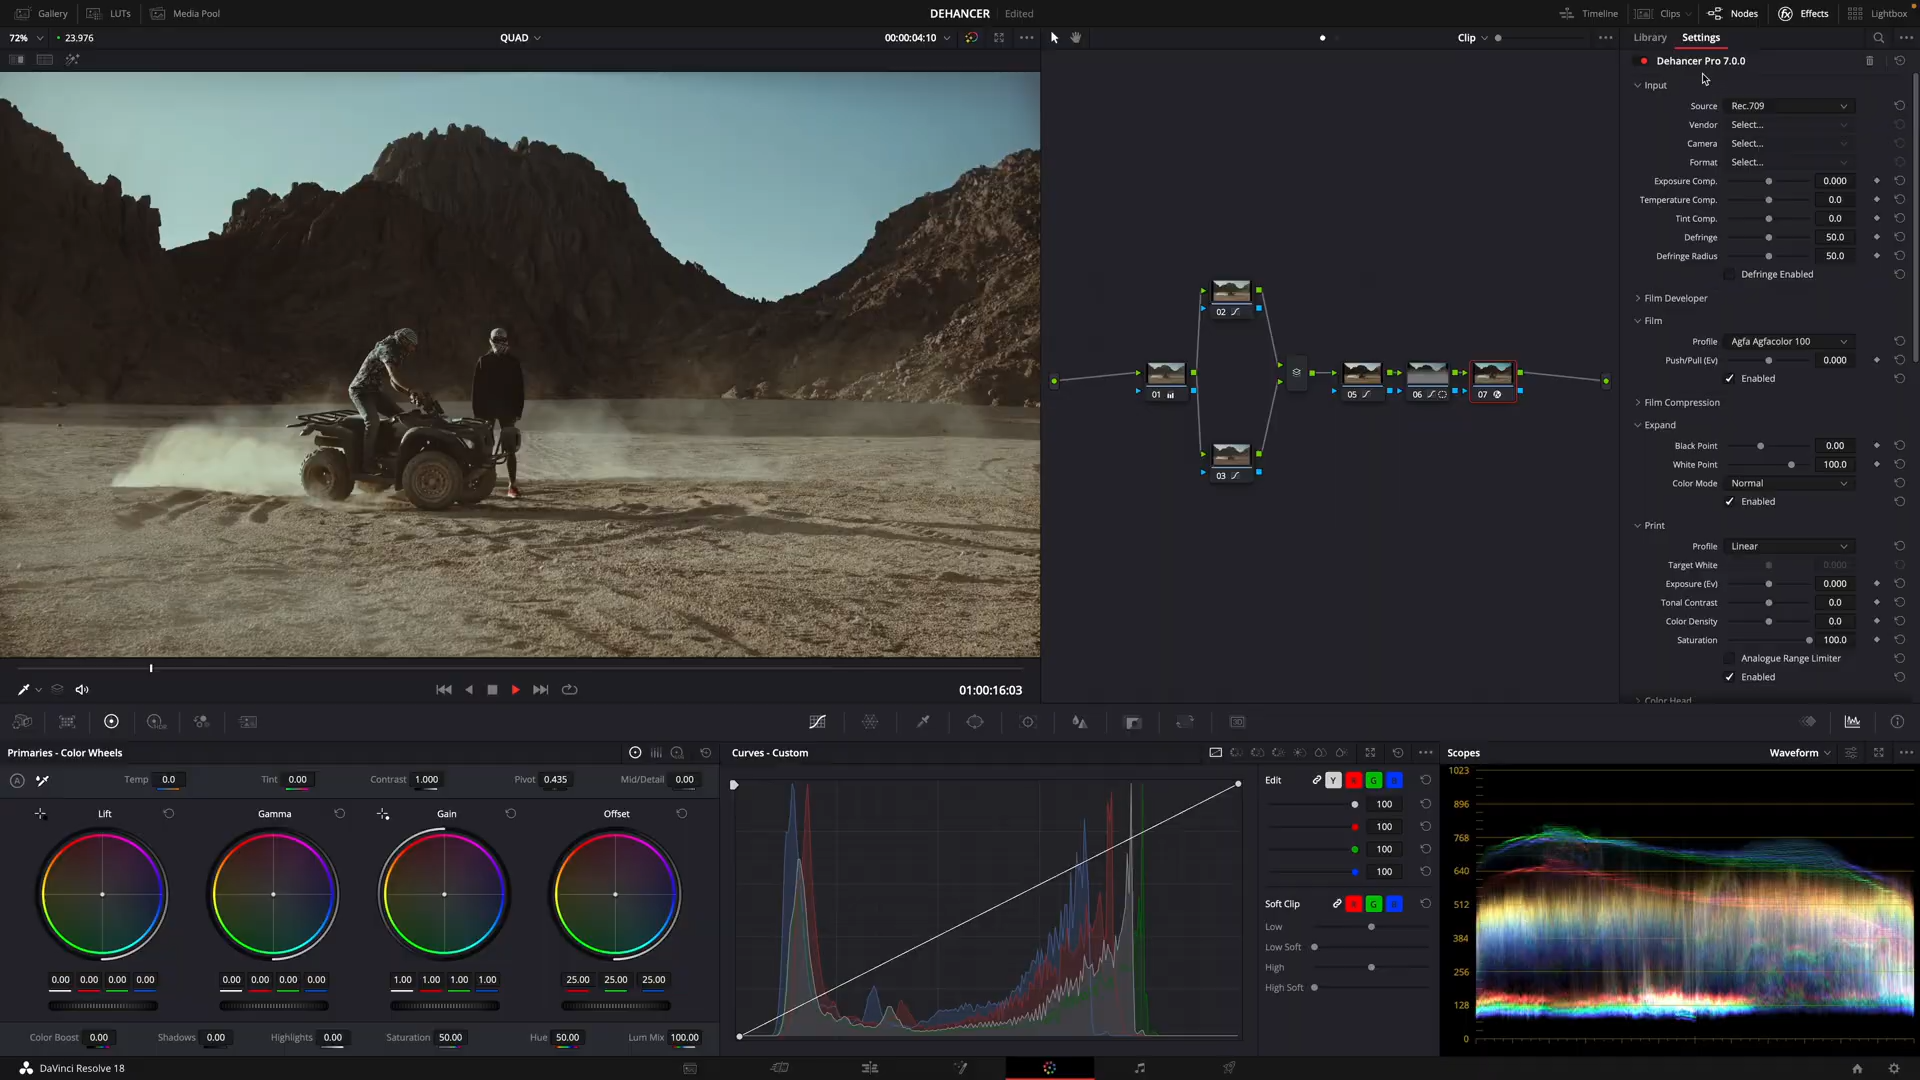 Gallery LUTs Media Pool DEHANCER Edited Timeline Clips Nodes Effects Lightbox
72% 23.976 QUAD 00:00:04:10 Clip Library Settings
Dehancer Pro 7.0.0
Input
Source Rec.709
Vendor Select...
Camera Select...
Format Select...
Exposure Comp. 0.000
Temperature Comp. 0.0
Tint Comp. 0.0
Defringe 50.0
Defringe Radius 50.0
Defringe Enabled
Film Developer
Film
Profile Agfa Agfacolor 100
Push/Pull (Ev) 0.000
Enabled
Film Compression
Expand
Black Point 0.00
White Point 100.0
Color Mode Normal
Enabled
Print
Profile Linear
Target White 0.000
Exposure (Ev) 0.000
Tonal Contrast 0.0
Color Density 0.0
Saturation 100.0
Analogue Range Limiter
Enabled
Color Head
02
01
05
06
07
03
01:00:16:03
Primaries - Color Wheels
Temp 0.0 Tint 0.00 Contrast 1.000 Pivot 0.435 Mid/Detail 0.00
Lift Gamma Gain Offset
0.00 0.00 0.00 0.00 0.00 0.00 0.00 0.00 1.00 1.00 1.00 1.00 25.00 25.00 25.00
Color Boost 0.00 Shadows 0.00 Highlights 0.00 Saturation 50.00 Hue 50.00 Lum Mix 100.00
Curves - Custom
Edit Y R G B
100
100
100
100
Soft Clip R G B
Low
Low Soft
High
High Soft
Scopes Waveform
1023
896
768
640
512
384
256
128
0
DaVinci Resolve 18